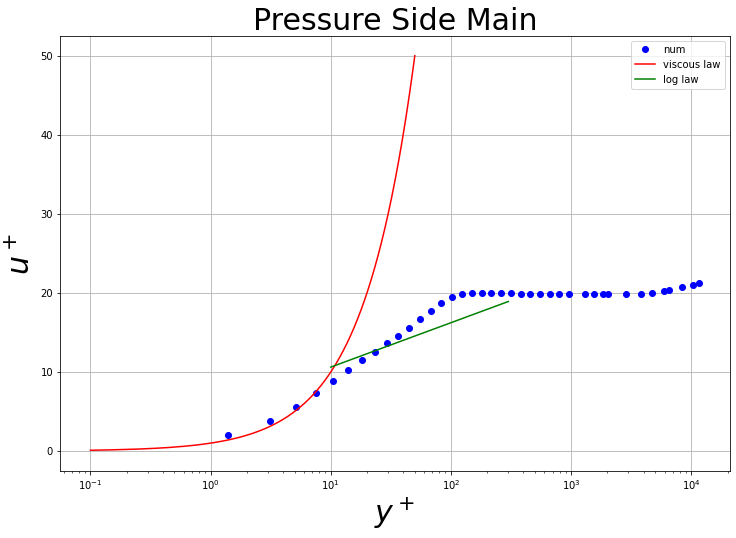 Pressure Side Main
num
viscous law
log law
50
40
30
20
10
0
u⁺
10⁻¹ 10⁰ 10¹ 10² 10³ 10⁴
y⁺